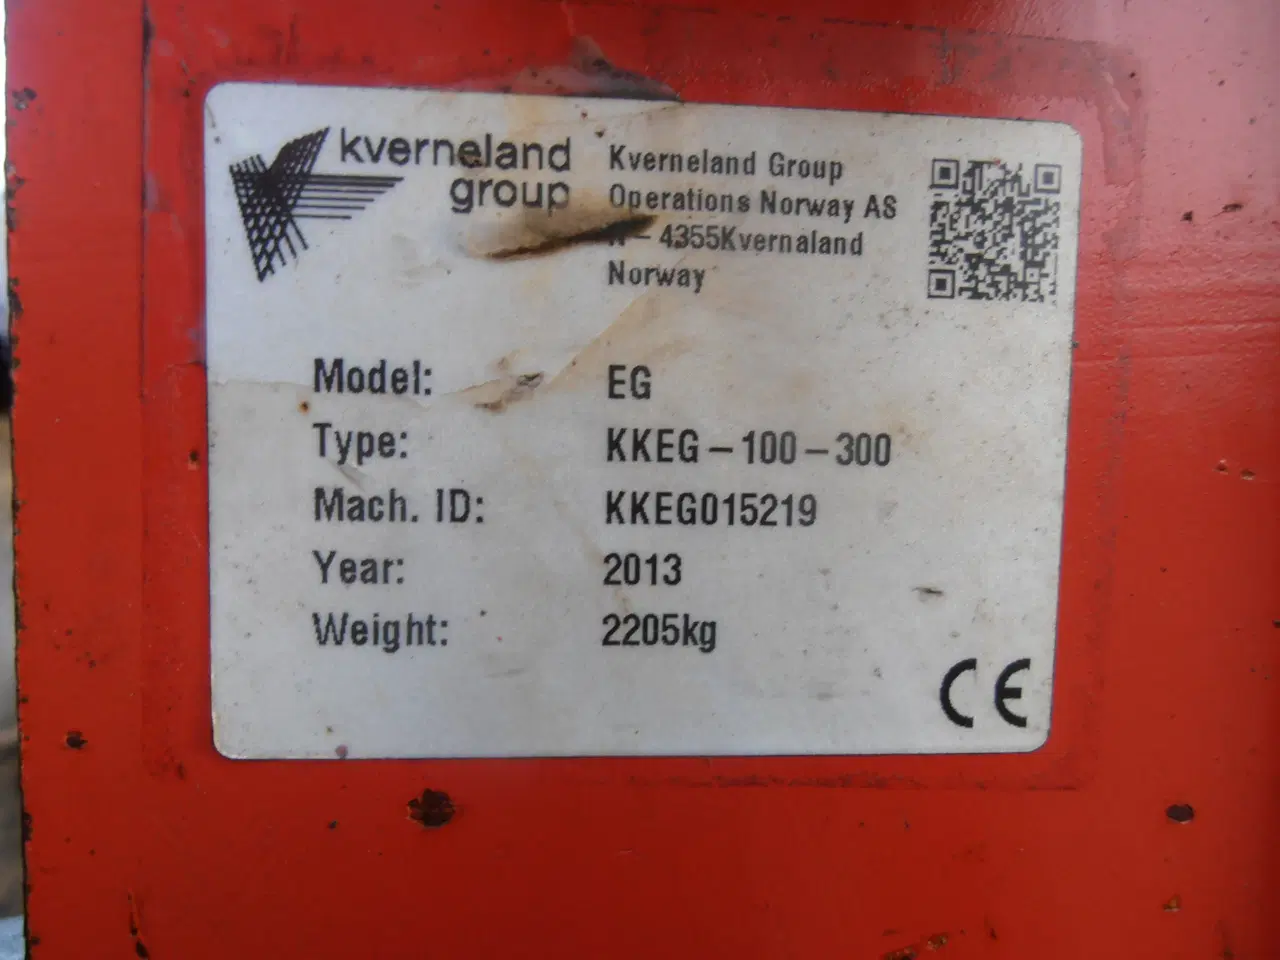 kverneland
group
Kverneland Group
Operations Norway AS
N - 4355Kvernaland
Norway
Model: EG
Type: KKEG-100-300
Mach. ID: KKEG015219
Year: 2013
Weight: 2205kg
CE